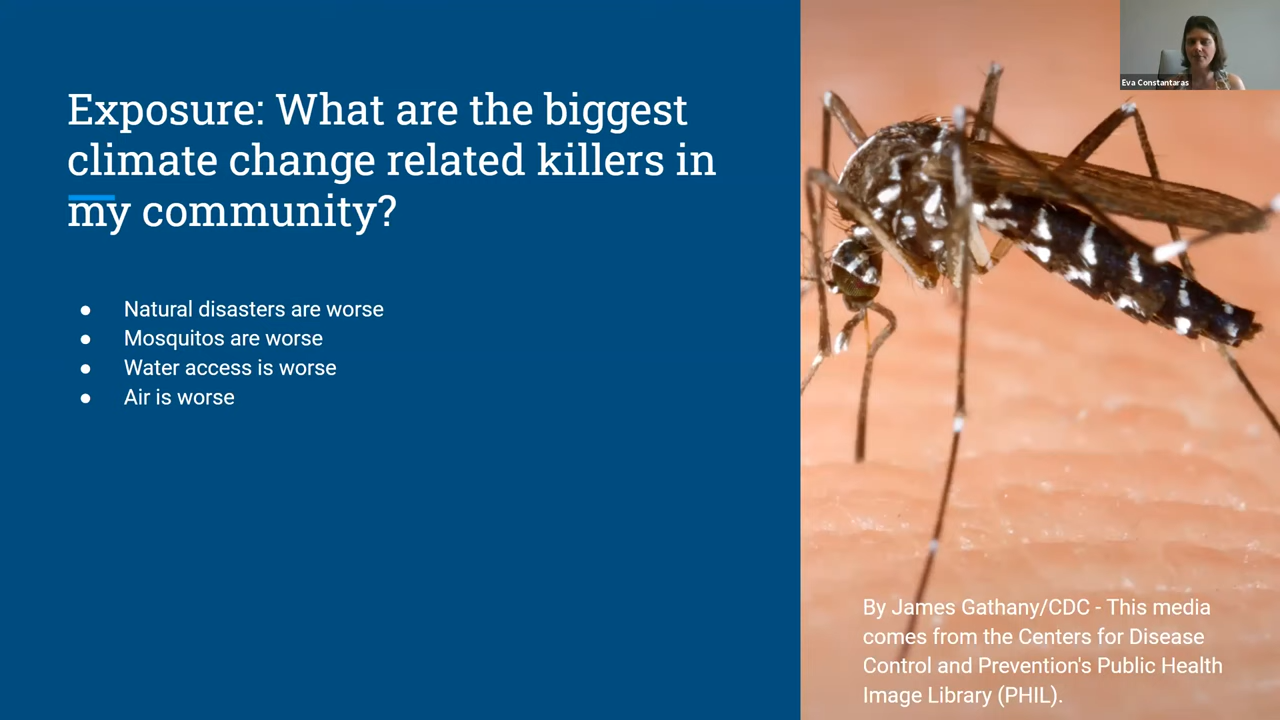 Exposure: What are the biggest
climate change related killers in
my community?
● Natural disasters are worse
● Mosquitos are worse
● Water access is worse
● Air is worse
Eva Constantaras
By James Gathany/CDC - This media
comes from the Centers for Disease
Control and Prevention's Public Health
Image Library (PHIL).